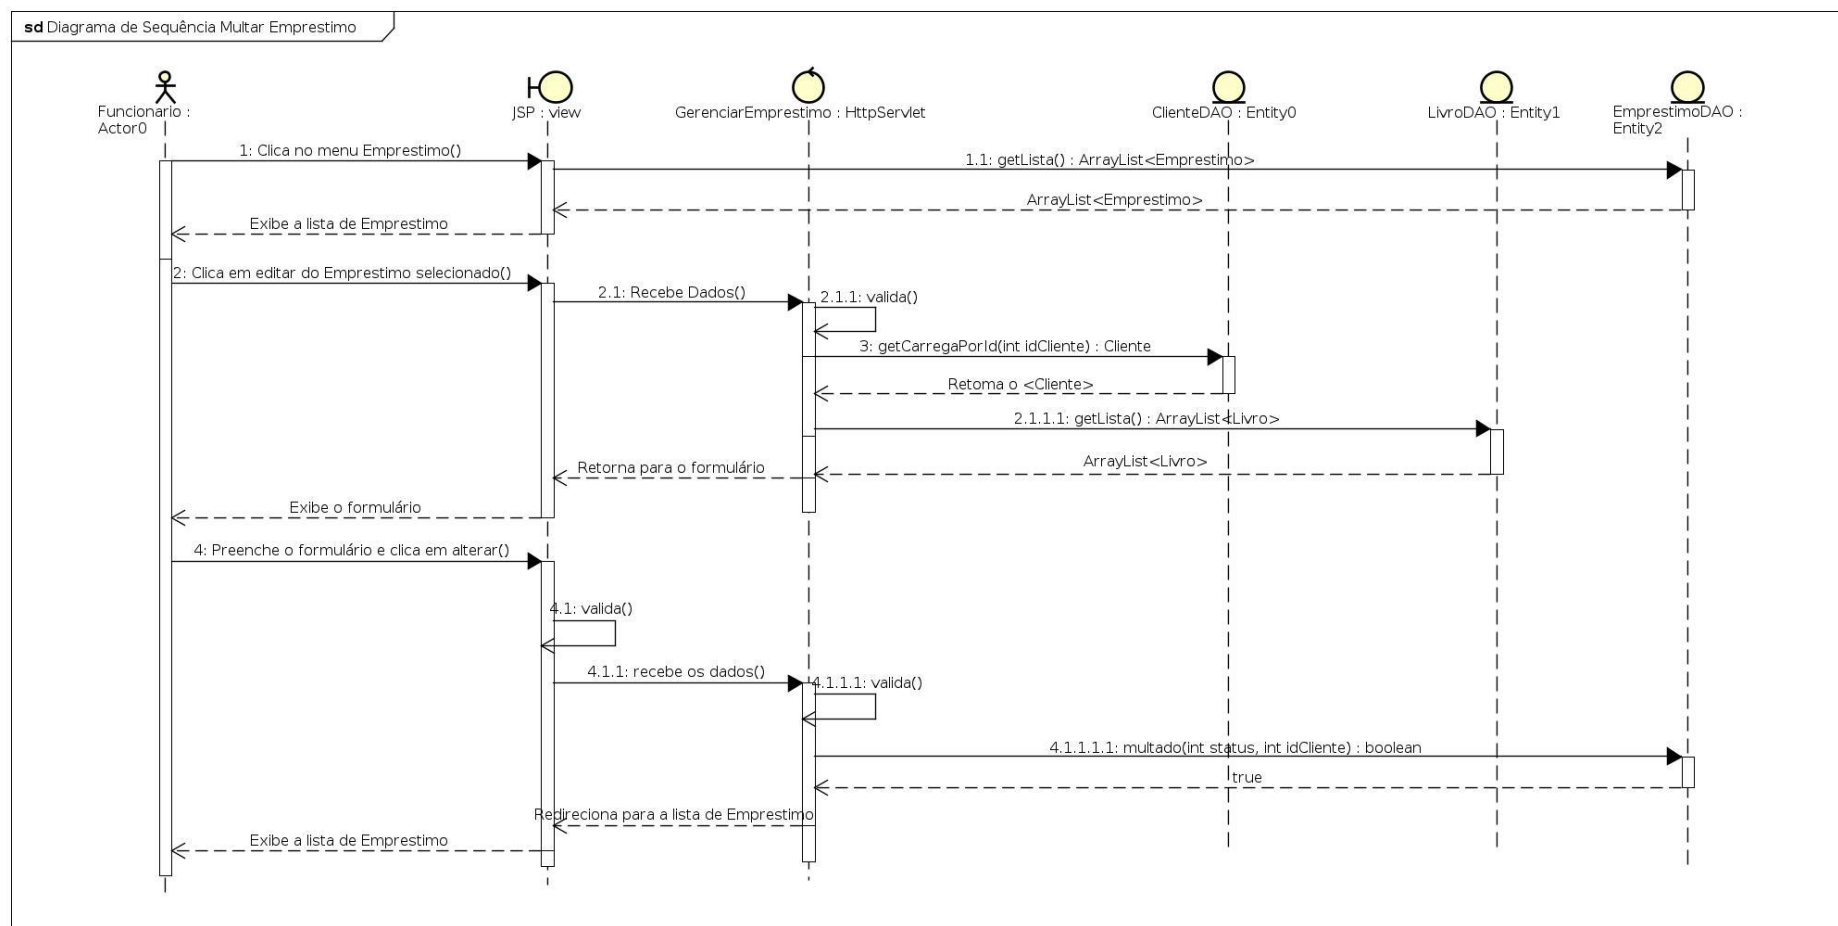 sd Diagrama de Sequência Multar Emprestimo
Funcionario :
Actor0
JSP : view
GerenciarEmprestimo : HttpServlet
ClienteDAO : Entity0
LivroDAO : Entity1
EmprestimoDAO :
Entity2
1: Clica no menu Emprestimo()
1.1: getLista() : ArrayList<Emprestimo>
ArrayList<Emprestimo>
Exibe a lista de Emprestimo
2: Clica em editar do Emprestimo selecionado()
2.1: Recebe Dados()
2.1.1: valida()
3: getCarregaPorId(int idCliente) : Cliente
Retorna o <Cliente>
2.1.1.1: getLista() : ArrayList<Livro>
ArrayList<Livro>
Retorna para o formulário
Exibe o formulário
4: Preenche o formulário e clica em alterar()
4.1: valida()
4.1.1: recebe os dados()
4.1.1.1: valida()
4.1.1.1.1: multado(int status, int idCliente) : boolean
true
Redireciona para a lista de Emprestimo
Exibe a lista de Emprestimo